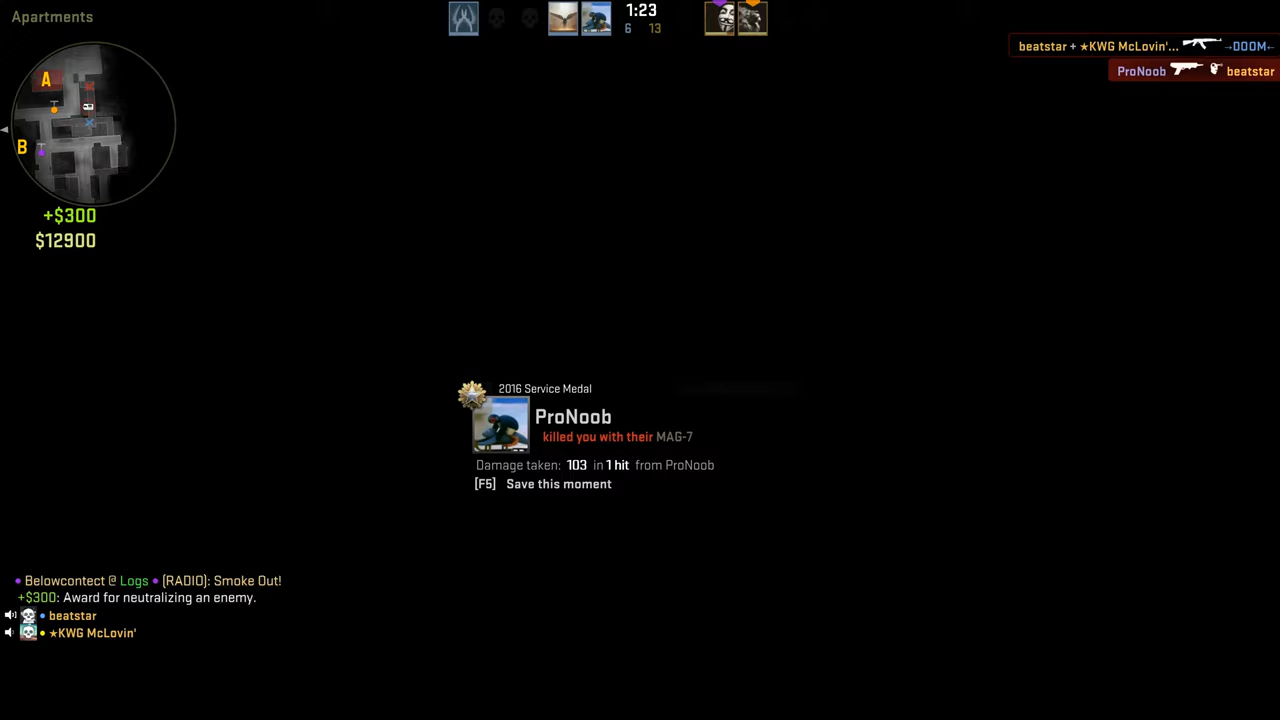 Apartments
1:23
6 13
beatstar + ★KWG McLovin'... →DOOM←
ProNoob beatstar
A
B
+$300
$12900
2016 Service Medal
ProNoob
killed you with their MAG-7
Damage taken: 103 in 1 hit from ProNoob
[F5] Save this moment
• Belowcontect @ Logs • (RADIO): Smoke Out!
+$300: Award for neutralizing an enemy.
• beatstar
• ★KWG McLovin'